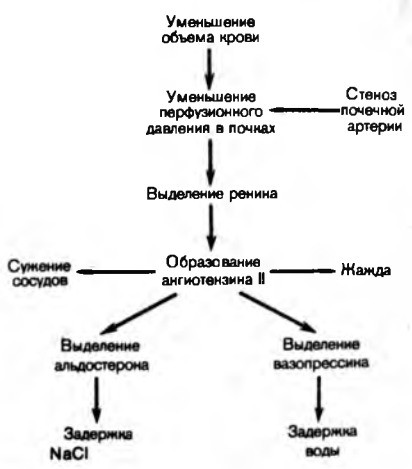 Уменьшение
объема крови
Уменьшение
перфузионного
давления в почках
Стеноз
почечной
артерии
Выделение ренина
Сужение
сосудов
Образование
ангиотензина II
Жажда
Выделение
альдостерона
Выделение
вазопрессина
Задержка
NaCl
Задержка
воды